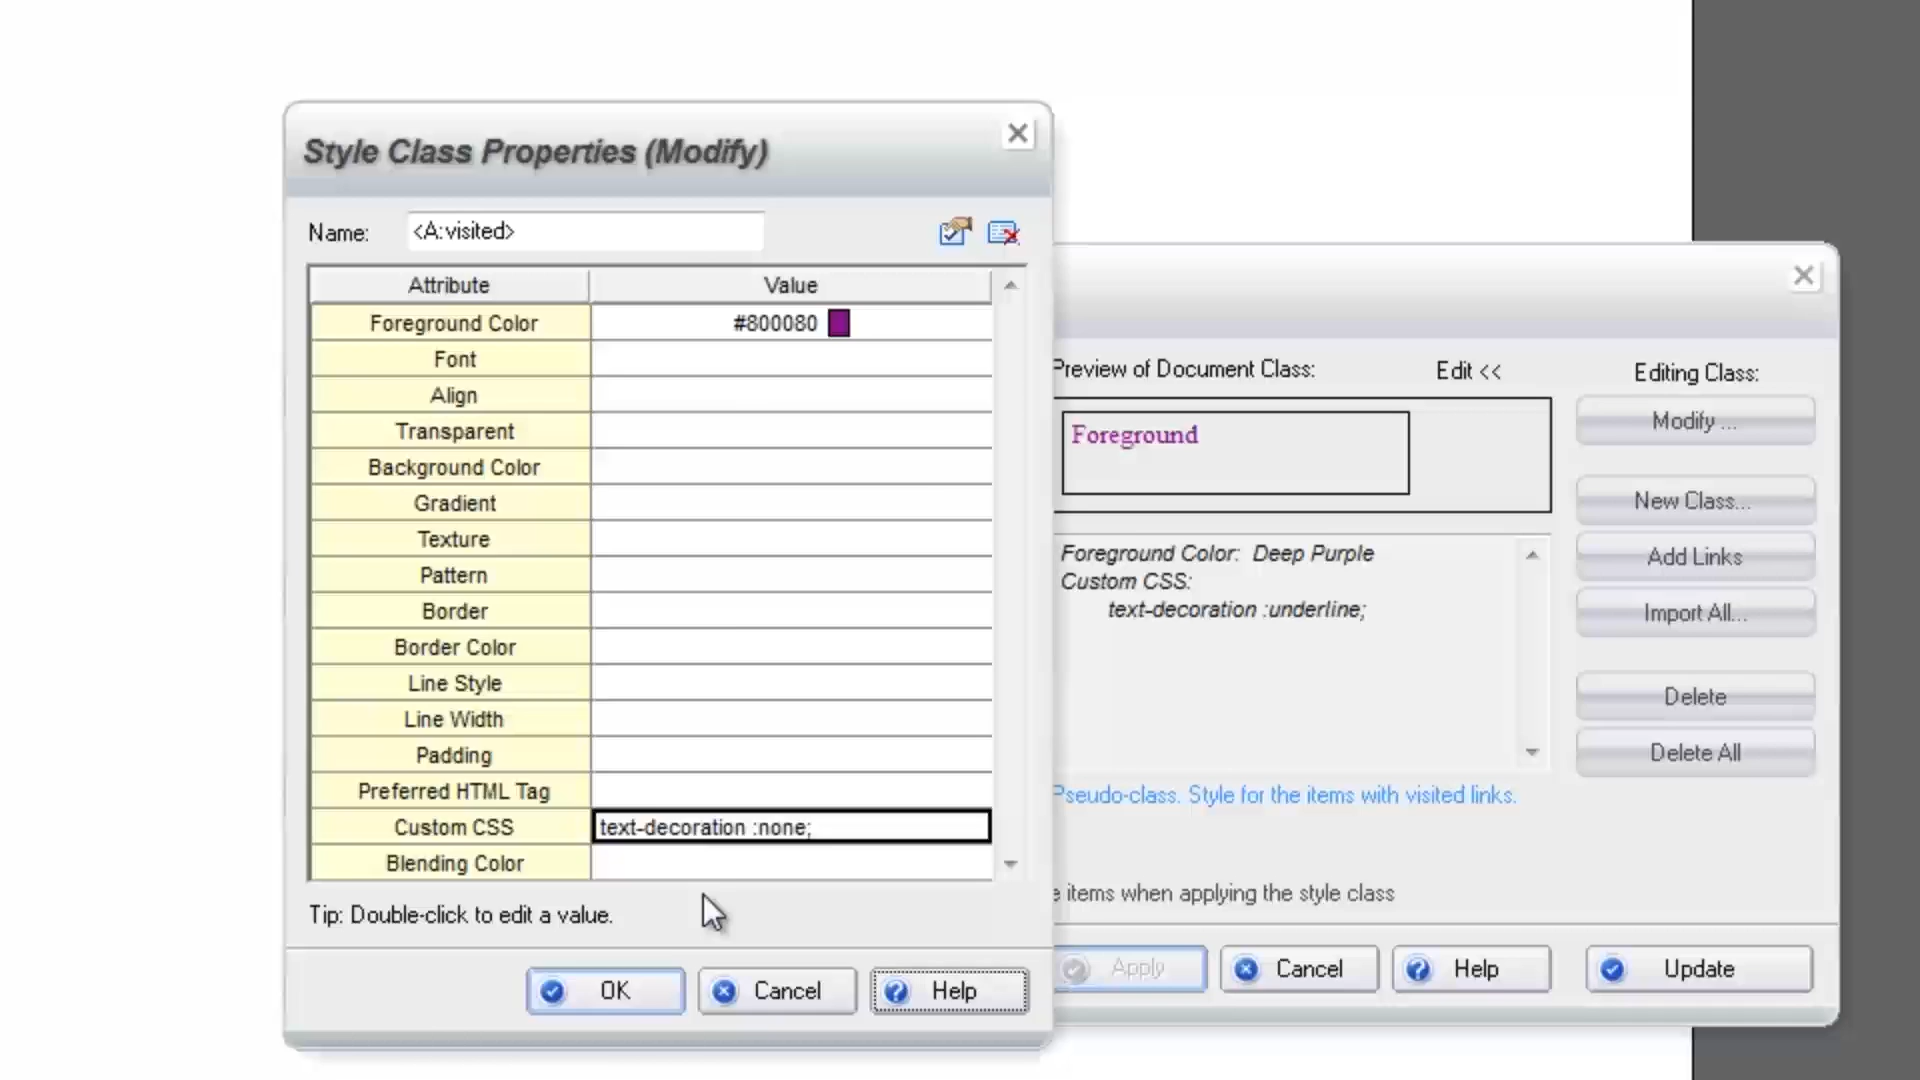 Style Class Properties (Modify)
Name: <A:visited>
Attribute Value
Foreground Color #800080
Font
Align
Transparent
Background Color
Gradient
Texture
Pattern
Border
Border Color
Line Style
Line Width
Padding
Preferred HTML Tag
Custom CSS text-decoration :none;
Blending Color
Tip: Double-click to edit a value.
OK Cancel Help
Preview of Document Class: Edit << Editing Class:
Foreground
Foreground Color: Deep Purple
Custom CSS:
text-decoration :underline;
Pseudo-class. Style for the items with visited links.
items when applying the style class
Modify ...
New Class...
Add Links
Import All...
Delete
Delete All
Apply Cancel Help Update